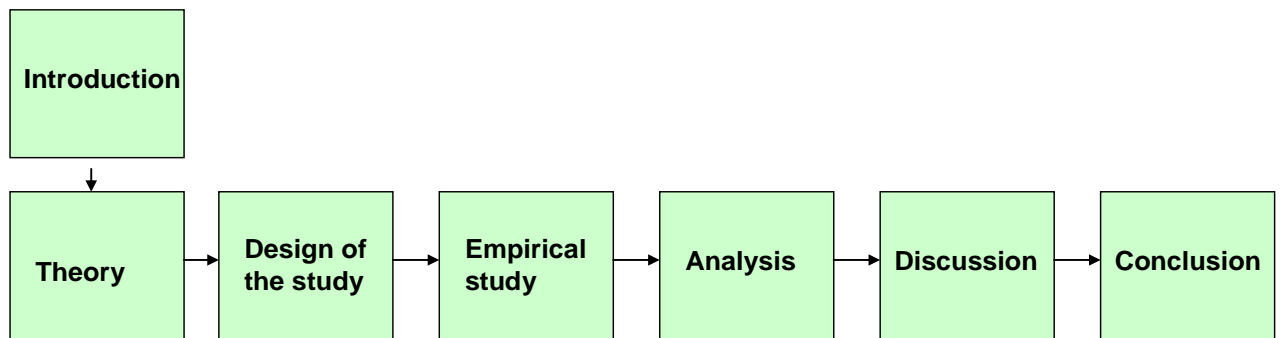 Introduction
Theory
Design of
the study
Empirical
study
Analysis
Discussion
Conclusion